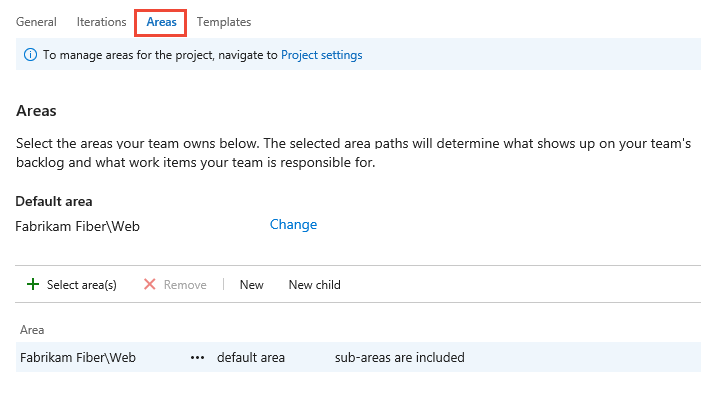 General Iterations Areas Templates
To manage areas for the project, navigate to Project settings
Areas
Select the areas your team owns below. The selected area paths will determine what shows up on your team's
backlog and what work items your team is responsible for.
Default area
Fabrikam Fiber\Web Change
Select area(s) Remove New New child
Area
Fabrikam Fiber\Web ••• default area sub-areas are included